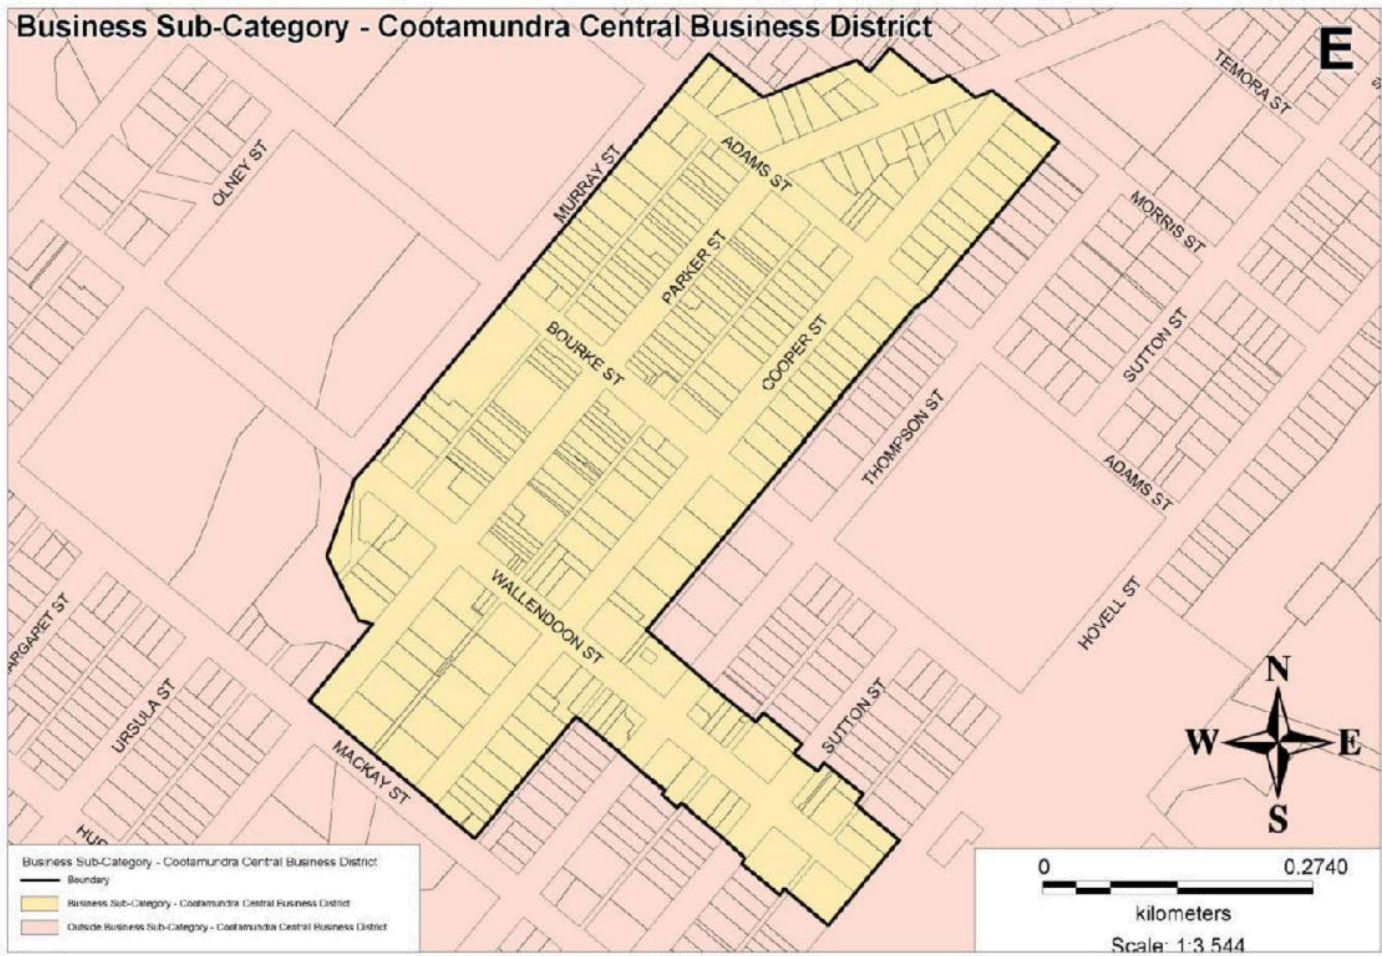 Business Sub-Category - Cootamundra Central Business District
E
TEMORA ST
OLNEY ST
MURRAY ST
ADAMS ST
MORRIS ST
PARKER ST
BOURKE ST
COOPER ST
SUTTON ST
THOMPSON ST
ADAMS ST
WALLENDOON ST
HOVELL ST
ARGARET ST
URSULA ST
SUTTON ST
MACKAY ST
HUC
N
W
E
S
Business Sub-Category - Cootamundra Central Business District
Boundary
Business Sub-Category - Cootamundra Central Business District
Outside Business Sub-Category - Cootamundra Central Business District
0 0.2740
kilometers
Scale: 1:3 544